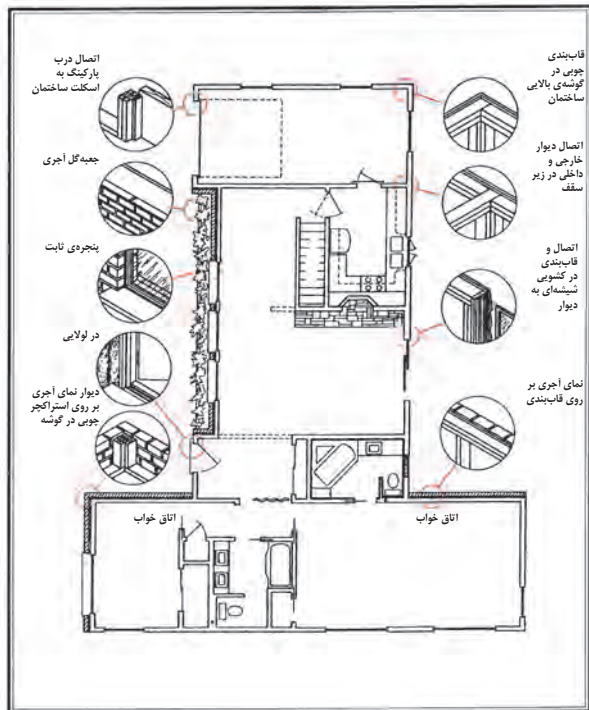 قاب‌بندی
چوبی در
گوشه‌ی بالایی
ساختمان
اتصال دیوار
خارجی و
داخلی در زیر
سقف
اتصال و
قاب‌بندی
در کشویی
شیشه‌ای به
دیوار
نمای آجری بر
روی قاب‌بندی
اتصال درب
پارکینگ به
اسکلت ساختمان
جعبه‌گل آجری
پنجره‌ی ثابت
در لولایی
دیوار نمای آجری
بر روی استراکچر
چوبی در گوشه
اتاق خواب
اتاق خواب